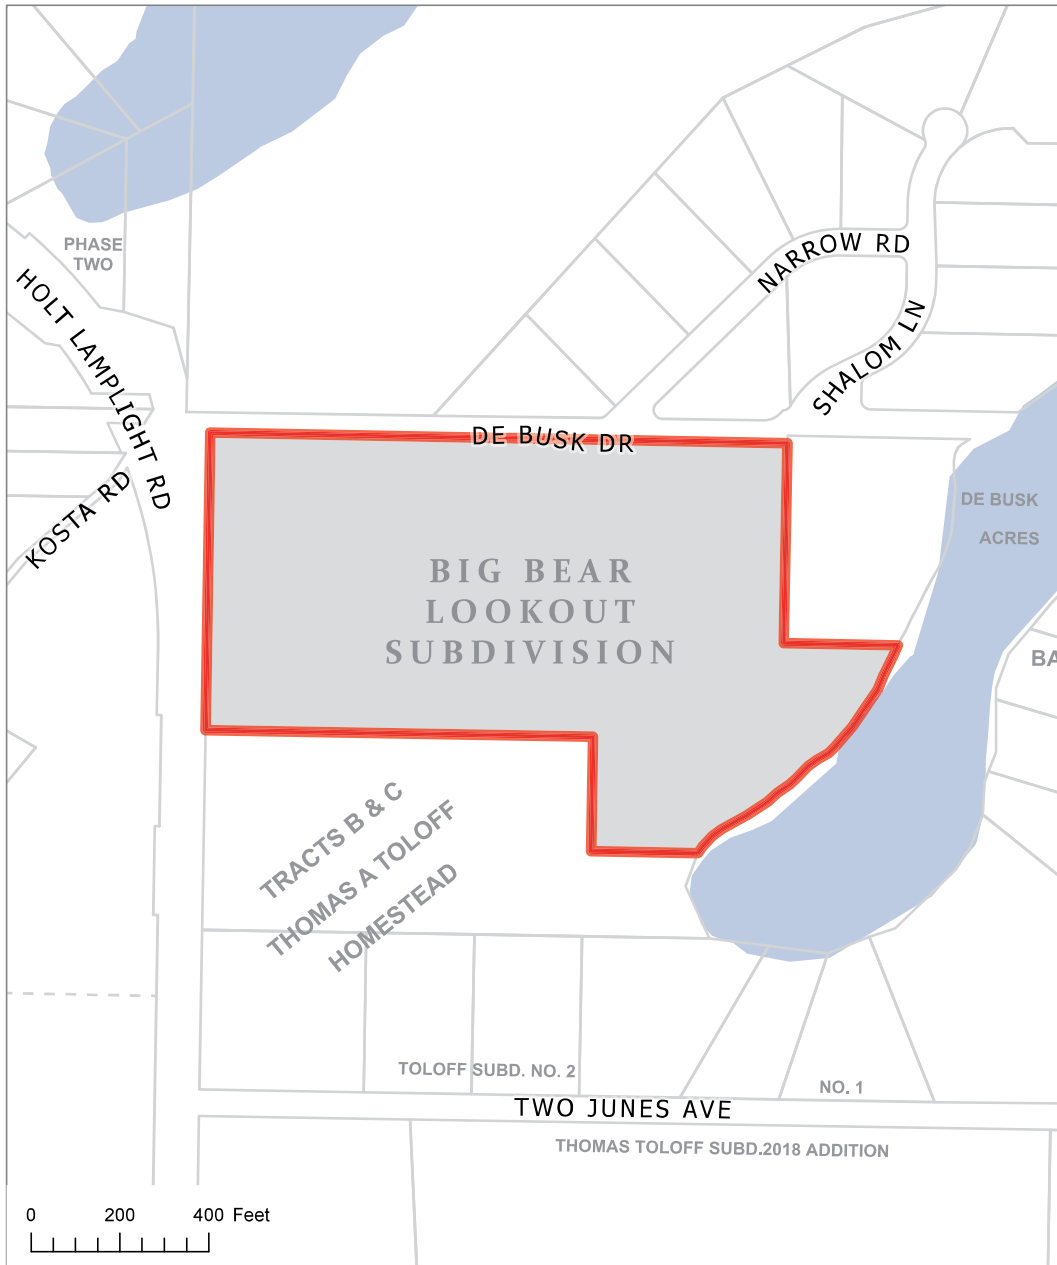 PHASE
TWO
HOLT LAMPLIGHT RD
KOSTA RD
NARROW RD
SHALOM LN
DE BUSK DR
DE BUSK
ACRES
BIG BEAR
LOOKOUT
SUBDIVISION
BA
TRACTS B & C
THOMAS A TOLOFF
HOMESTEAD
TOLOFF SUBD. NO. 2
NO. 1
TWO JUNES AVE
THOMAS TOLOFF SUBD.2018 ADDITION
0 200 400 Feet